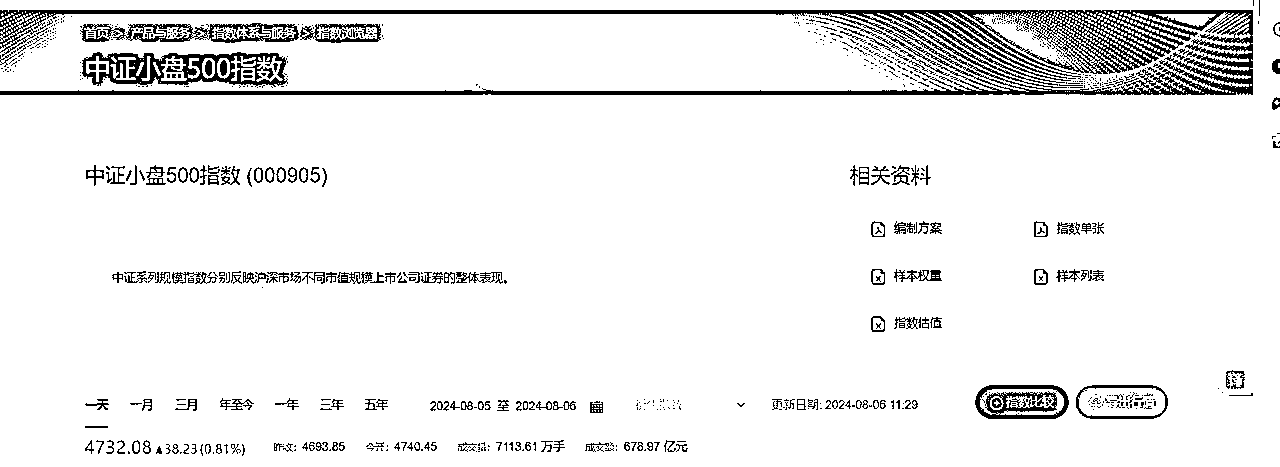 首页 > 产品与服务 > 指数体系与服务 > 指数浏览器
中证小盘500指数
中证小盘500指数 (000905)
相关资料
编制方案 指数单张
中证系列规模指数分别反映沪深市场不同市值规模上市公司证券的整体表现。
样本权重 样本列表
指数估值
一天 一月 三月 年至今 一年 三年 五年 2024-08-05 至 2024-08-06 更新日期: 2024-08-06 11:29 指数比较 导出行情
4732.08 ▲38.23(0.81%) 昨收: 4693.85 今开: 4740.45 成交量: 7113.61 万手 成交额: 678.97 亿元